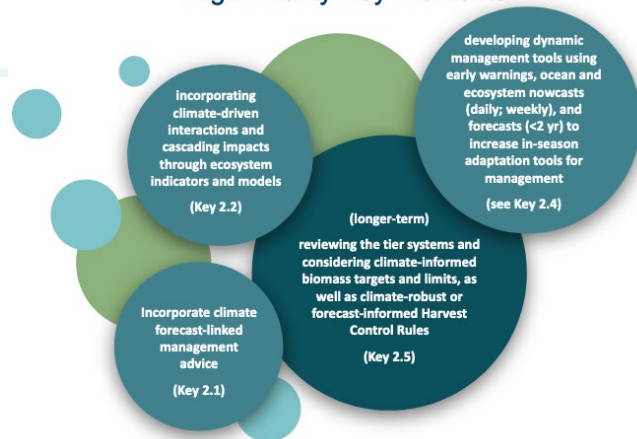 developing dynamic
management tools using
early warnings, ocean and
ecosystem nowcasts
(daily; weekly), and
forecasts (<2 yr) to
increase in-season
adaptation tools for
management
(see Key 2.4)
incorporating
climate-driven
interactions and
cascading impacts
through ecosystem
indicators and models
(Key 2.2)
(longer-term)
reviewing the tier systems and
considering climate-informed
biomass targets and limits, as
well as climate-robust or
forecast-informed Harvest
Control Rules
(Key 2.5)
Incorporate climate
forecast-linked
management
advice
(Key 2.1)